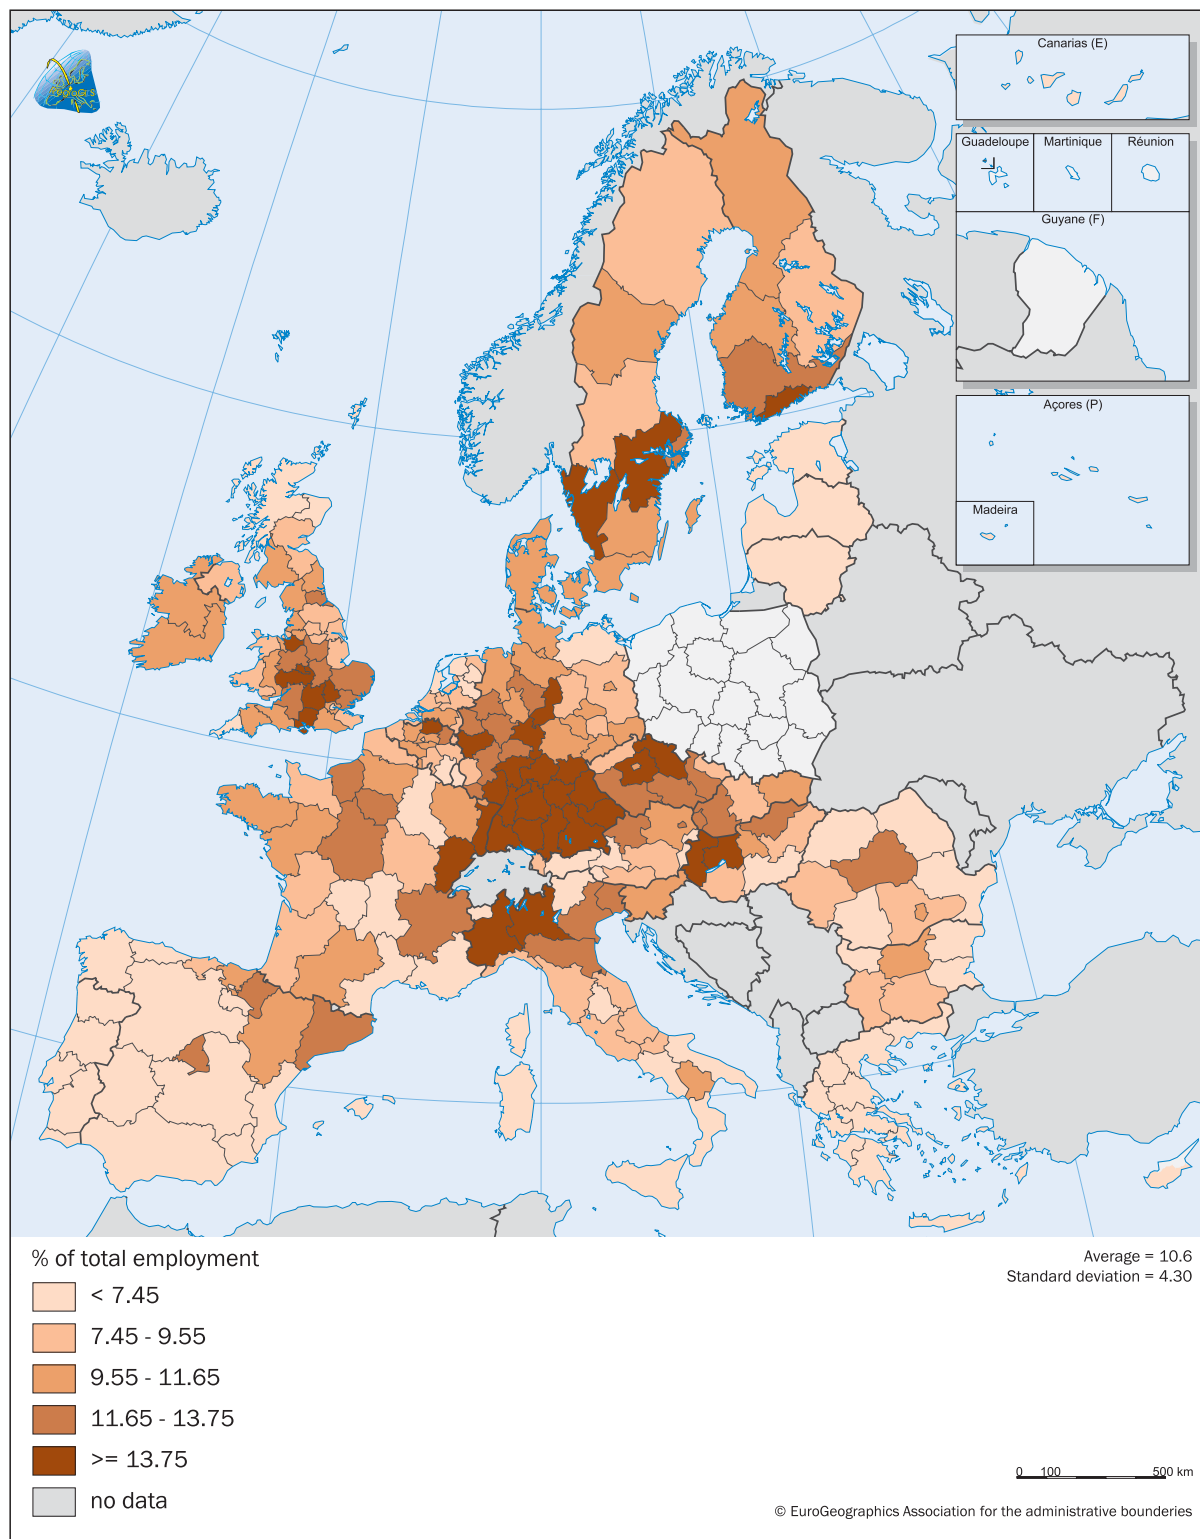 Canarias (E)
Guadeloupe
Martinique
Réunion
Guyane (F)
Açores (P)
Madeira
% of total employment
< 7.45
7.45 - 9.55
9.55 - 11.65
11.65 - 13.75
>= 13.75
no data
Average = 10.6
Standard deviation = 4.30
0 100 500 km
© EuroGeographics Association for the administrative bounderies